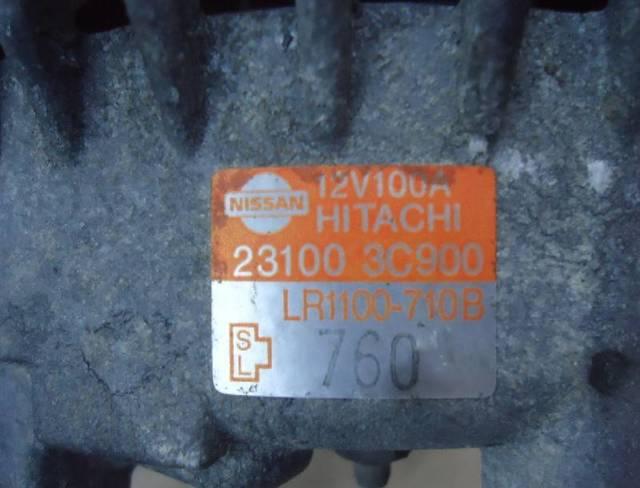 NISSAN
12V100A
HITACHI
23100 3C900
LR1100-710B
S
L
760